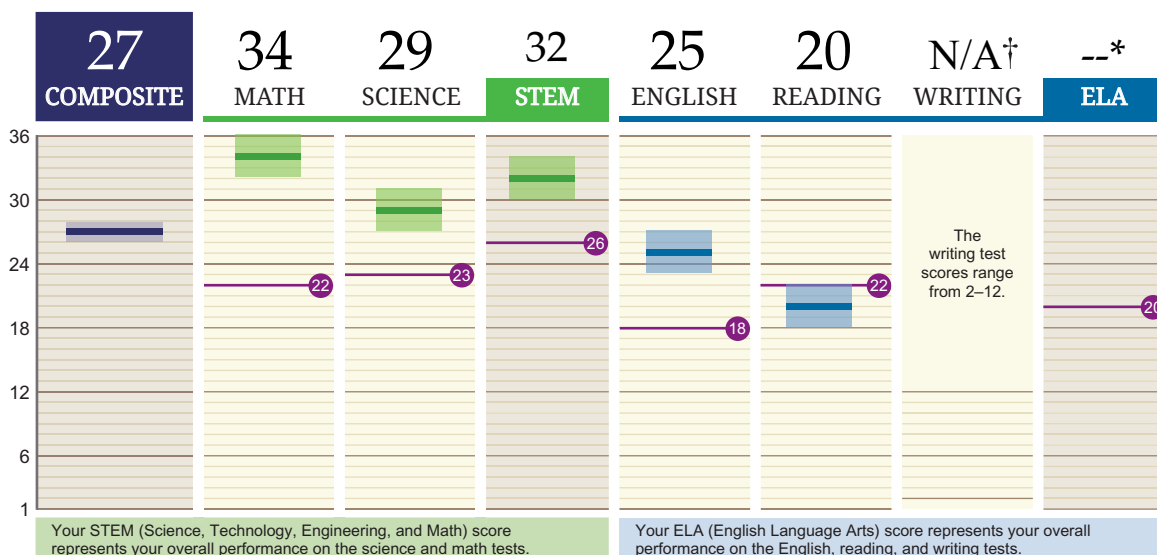 27 34 29 32 25 20 N/A† --*
COMPOSITE MATH SCIENCE STEM ENGLISH READING WRITING ELA
36
30
24
18
12
6
1
22
23
26
18
22
20
The
writing test
scores range
from 2–12.
Your STEM (Science, Technology, Engineering, and Math) score
represents your overall performance on the science and math tests.
Your ELA (English Language Arts) score represents your overall
performance on the English, reading, and writing tests.